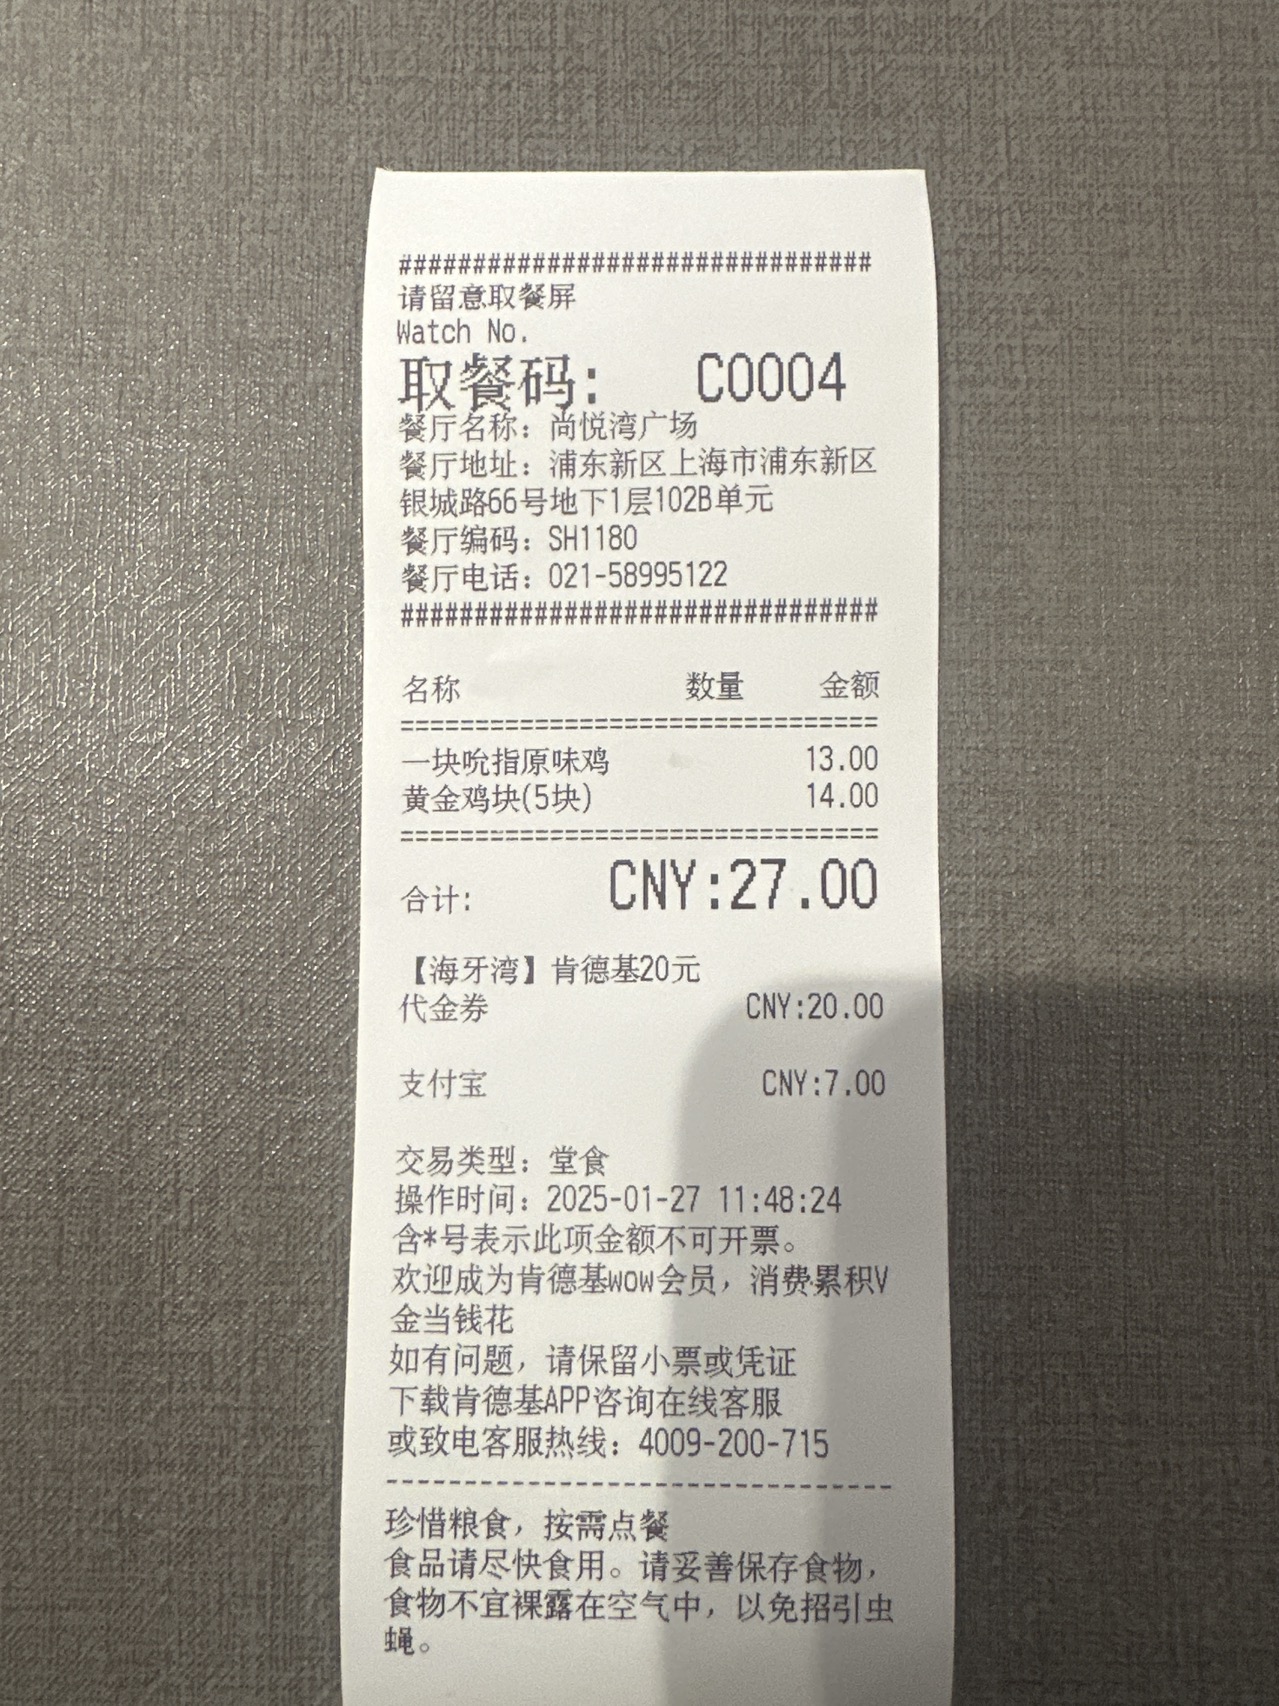 ################################
请留意取餐屏
Watch No.
取餐码: C0004
餐厅名称：尚悦湾广场
餐厅地址：浦东新区上海市浦东新区
银城路66号地下1层102B单元
餐厅编码：SH1180
餐厅电话：021-58995122
################################
名称 数量 金额
================================
一块吮指原味鸡 13.00
黄金鸡块(5块) 14.00
================================
合计: CNY:27.00
【海牙湾】肯德基20元
代金券 CNY:20.00
支付宝 CNY:7.00
交易类型：堂食
操作时间：2025-01-27 11:48:24
含*号表示此项金额不可开票。
欢迎成为肯德基wow会员，消费累积V
金当钱花
如有问题，请保留小票或凭证
下载肯德基APP咨询在线客服
或致电客服热线：4009-200-715
--------------------------------
珍惜粮食，按需点餐
食品请尽快食用。请妥善保存食物，
食物不宜裸露在空气中，以免招引虫
蝇。